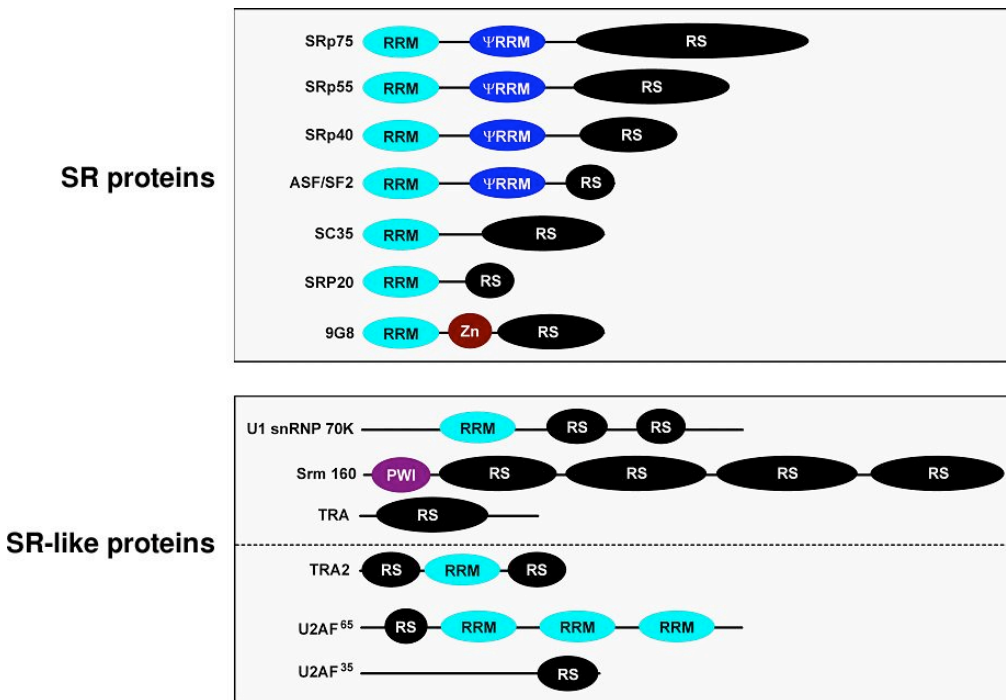 SR proteins
SRp75 RRM ΨRRM RS
SRp55 RRM ΨRRM RS
SRp40 RRM ΨRRM RS
ASF/SF2 RRM ΨRRM RS
SC35 RRM RS
SRP20 RRM RS
9G8 RRM Zn RS
SR-like proteins
U1 snRNP 70K RRM RS RS
Srm 160 PWI RS RS RS RS
TRA RS
TRA2 RS RRM RS
U2AF65 RS RRM RRM RRM
U2AF35 RS